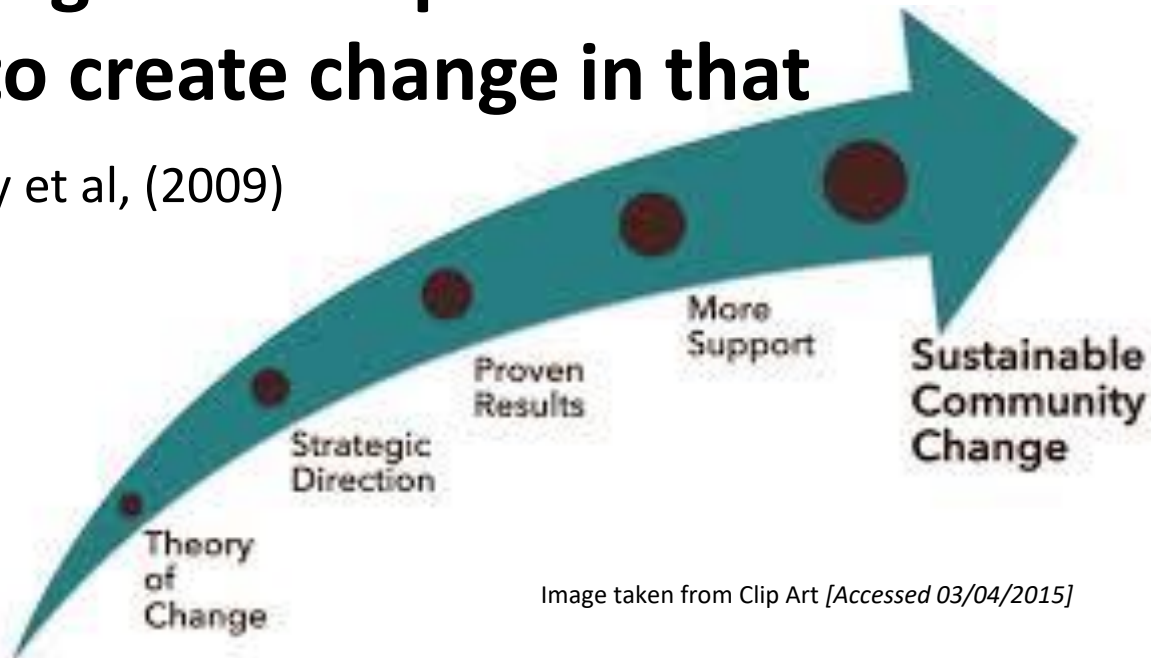 to create change in that
y et al, (2009)
More
Support
Proven
Results
Sustainable
Community
Change
Strategic
Direction
Theory
of
Change
Image taken from Clip Art [Accessed 03/04/2015]